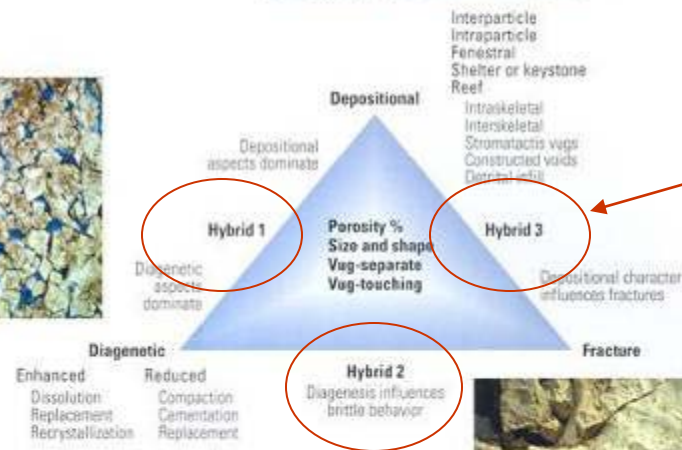 Interparticle
Intraparticle
Fenestral
Shelter or keystone
Reef
Intraskeletal
Interskeletal
Stromatactis vugs
Constructed voids
Detrital infill
Depositional
Depositional
aspects dominate
Hybrid 1
Diagenetic
aspects
dominate
Porosity %
Size and shape
Vug-separate
Vug-touching
Hybrid 3
Depositional character
influences fractures
Diagenetic
Fracture
Enhanced
Dissolution
Replacement
Recrystallization
Reduced
Compaction
Cementation
Replacement
Hybrid 2
Diagenesis influences
brittle behavior